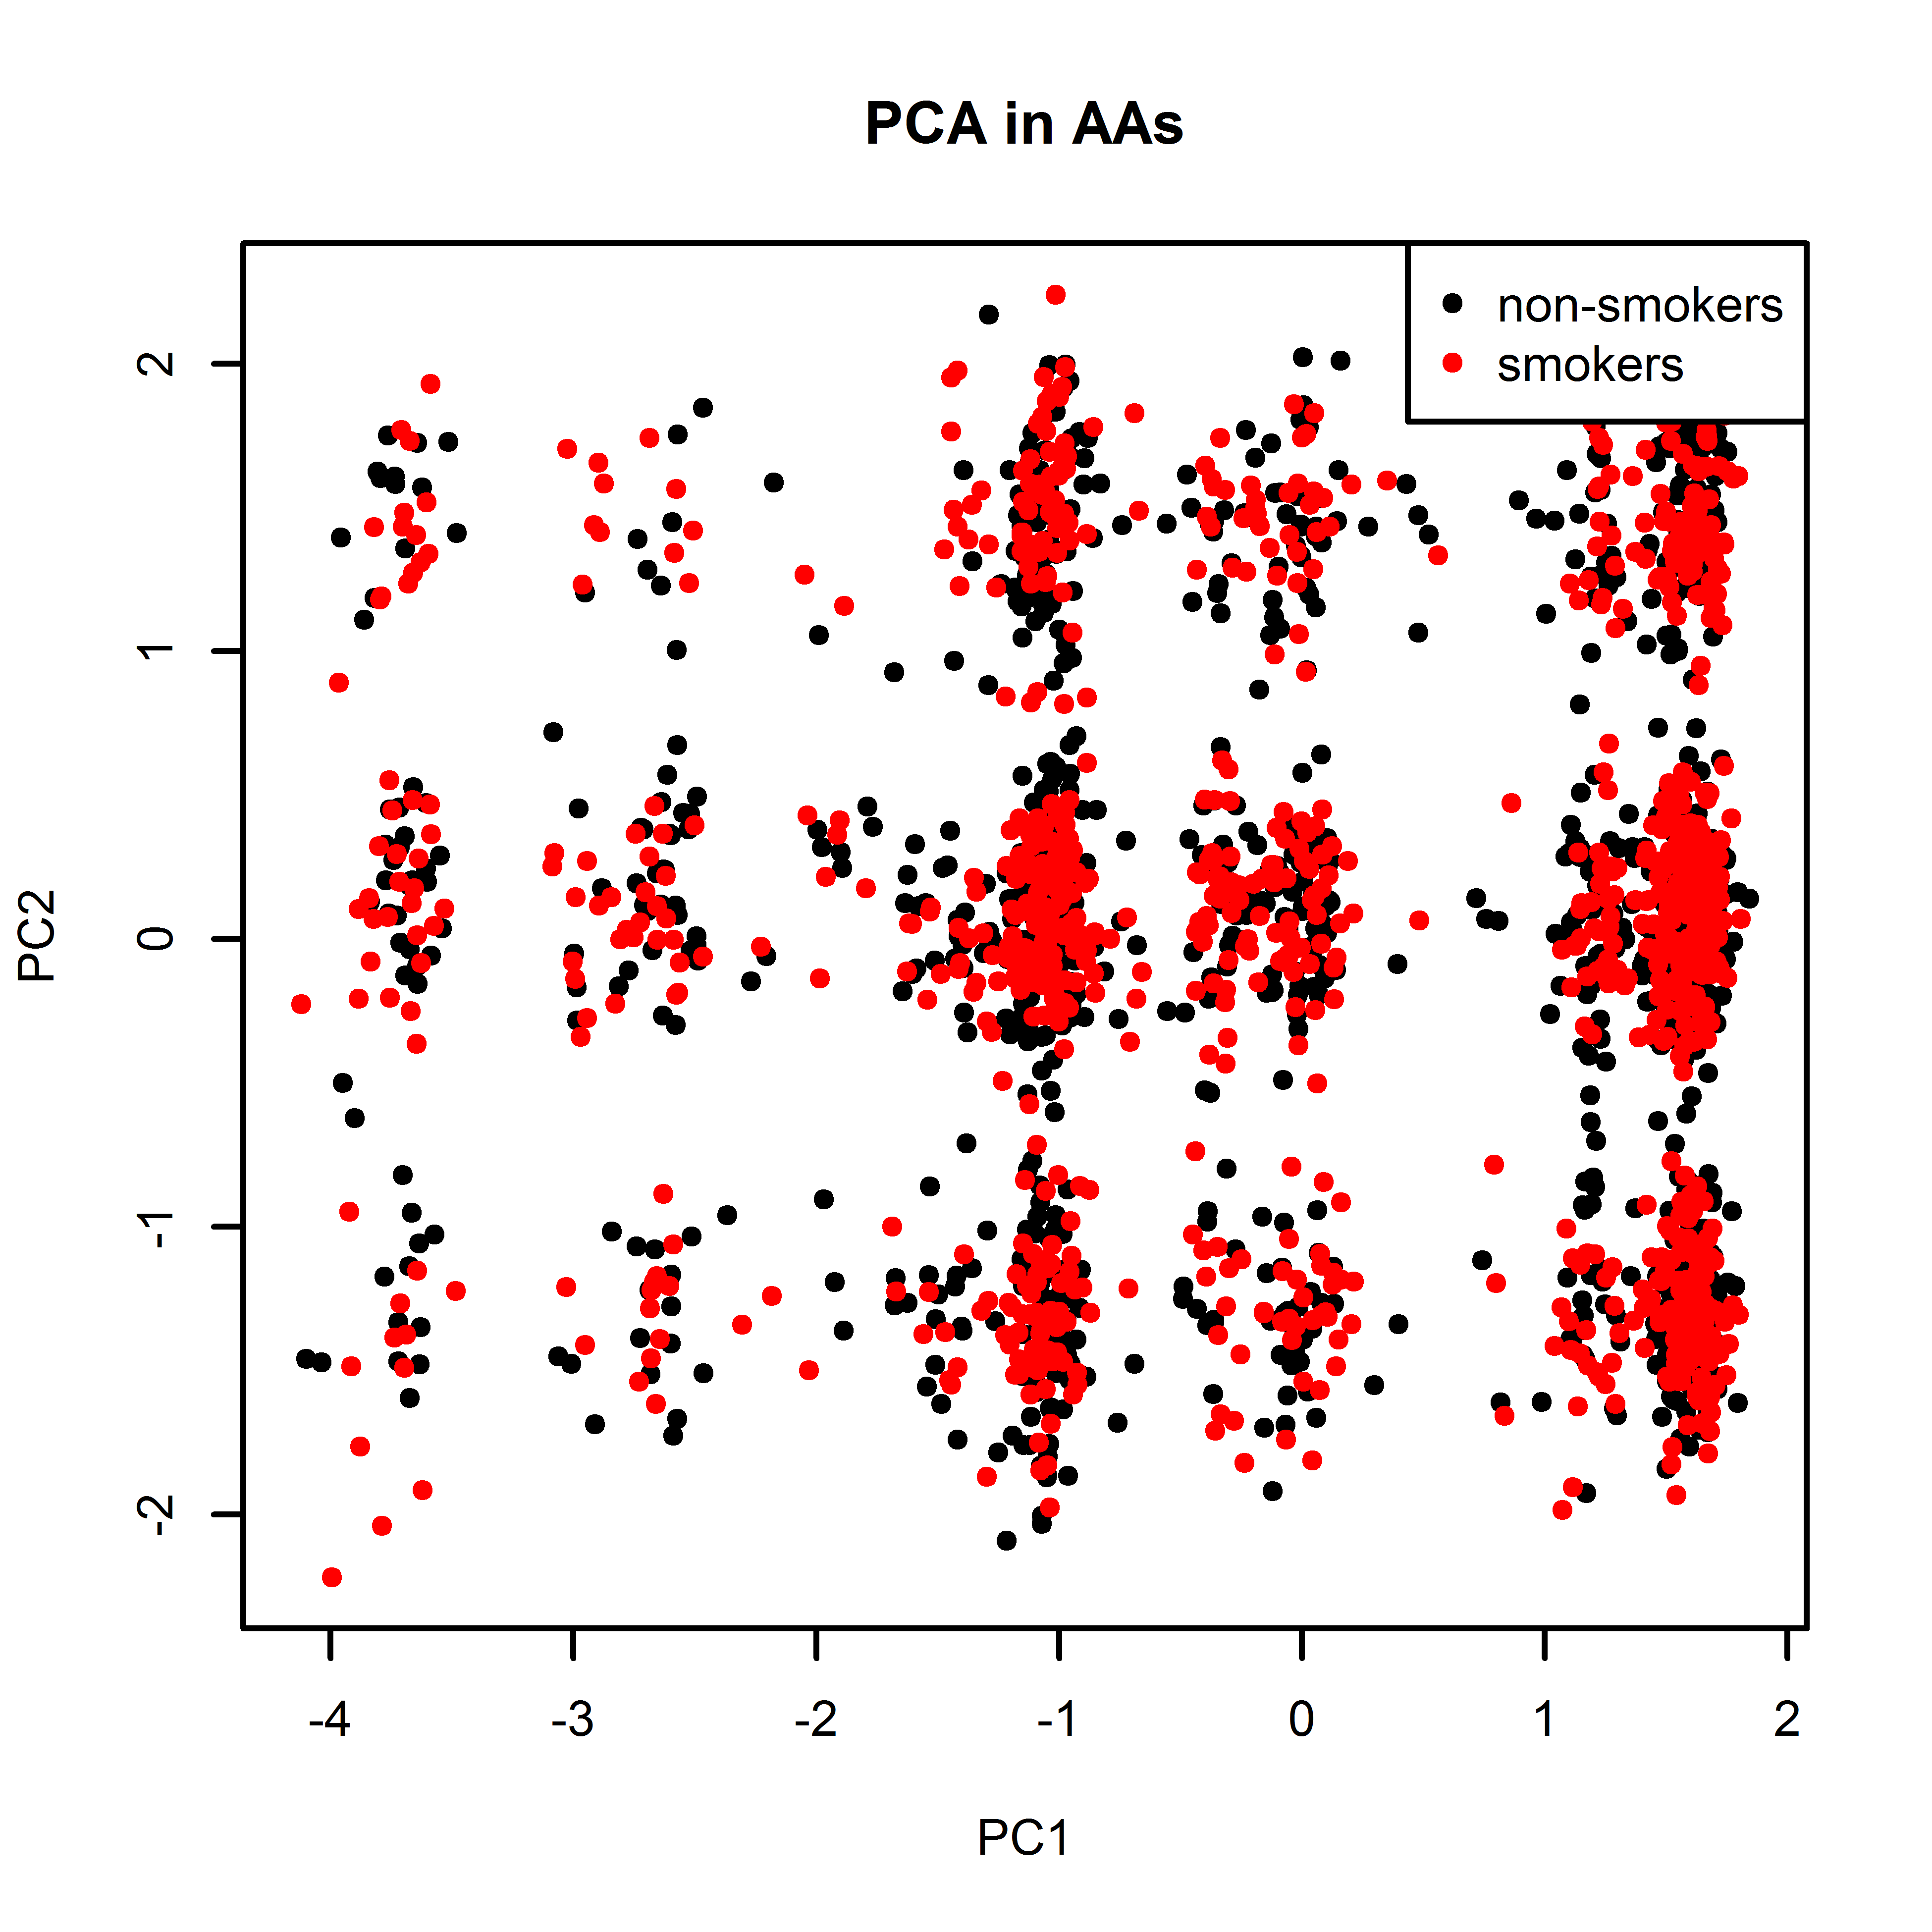 PCA in AAs
non-smokers
smokers
2
1
0
-1
-2
PC2
-4 -3 -2 -1 0 1 2
PC1